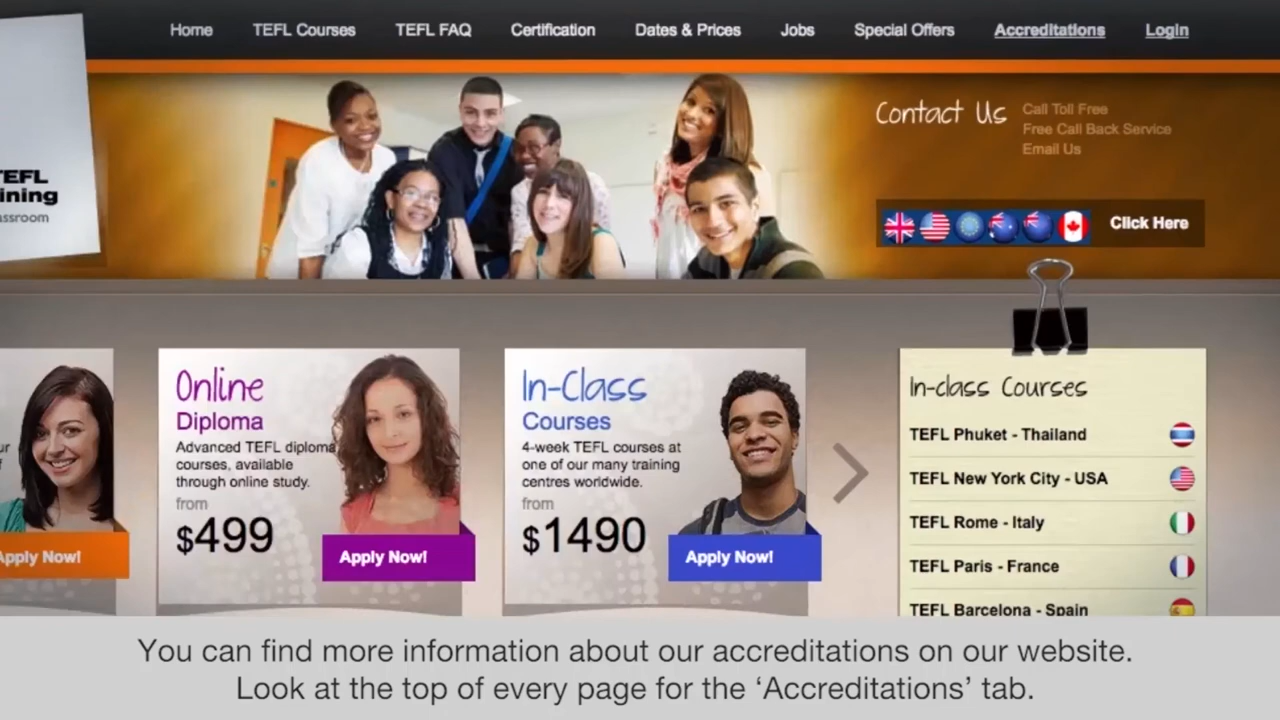 Home TEFL Courses TEFL FAQ Certification Dates & Prices Jobs Special Offers Accreditations Login
TEFL
ining
assroom
Contact Us
Call Toll Free
Free Call Back Service
Email Us
Click Here
Apply Now!
Online
Diploma
Advanced TEFL diploma
courses, available
through online study.
from
$499
Apply Now!
In-Class
Courses
4-week TEFL courses at
one of our many training
centres worldwide.
from
$1490
Apply Now!
In-class Courses
TEFL Phuket - Thailand
TEFL New York City - USA
TEFL Rome - Italy
TEFL Paris - France
TEFL Barcelona - Spain
You can find more information about our accreditations on our website.
Look at the top of every page for the ‘Accreditations’ tab.